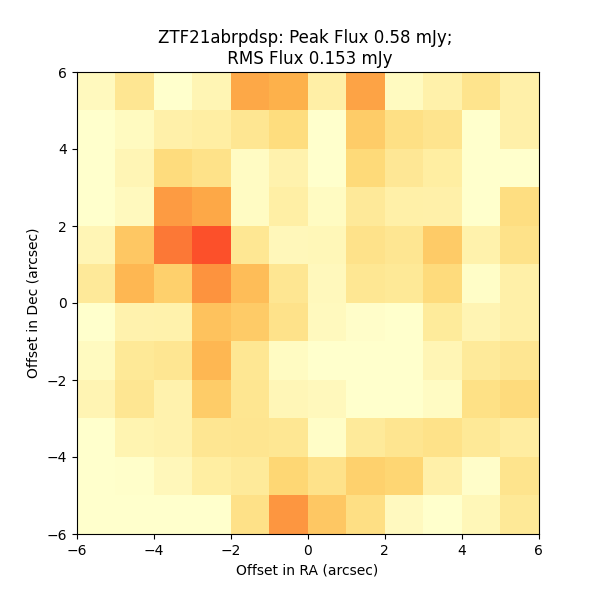 ZTF21abrpdsp: Peak Flux 0.58 mJy;
RMS Flux 0.153 mJy
6
4
2
0
−2
−4
−6
Offset in Dec (arcsec)
−6 −4 −2 0 2 4 6
Offset in RA (arcsec)